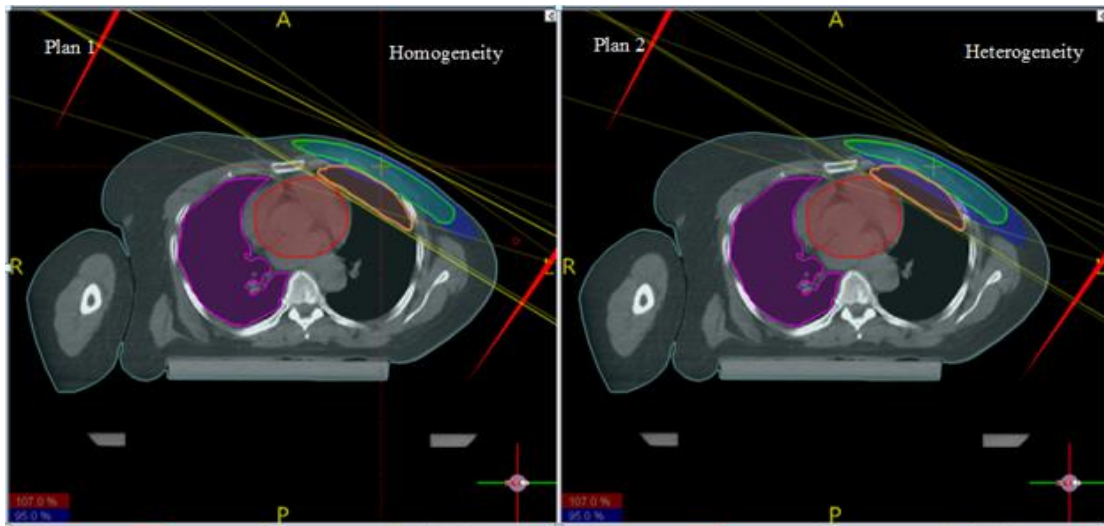 A
Plan 1
Homogeneity
R
L
107.0 %
95.0 %
P
A
Plan 2
Heterogeneity
R
L
107.0 %
95.0 %
P